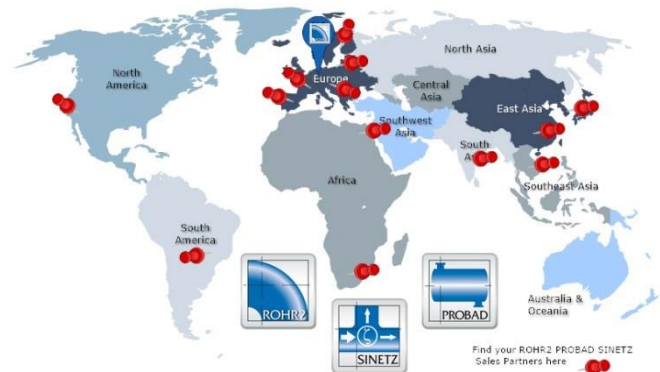 North Asia
North
America
Europe
Central
Asia
East Asia
Southwest
Asia
South
Africa
Southeast Asia
South
America
ROHR2
PROBAD
SINETZ
Australia &
Oceania
Find your ROHR2 PROBAD SINETZ
Sales Partners here